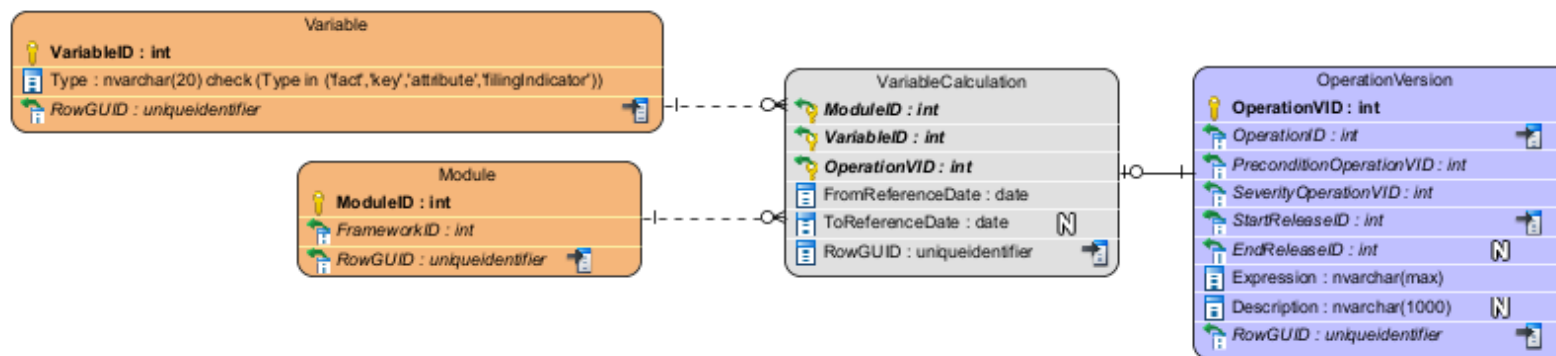 Variable
VariableID : int
Type : nvarchar(20) check (Type in ('fact','key','attribute','filingIndicator'))
RowGUID : uniqueidentifier
Module
ModuleID : int
FrameworkID : int
RowGUID : uniqueidentifier
VariableCalculation
ModuleID : int
VariableID : int
OperationVID : int
FromReferenceDate : date
ToReferenceDate : date N
RowGUID : uniqueidentifier
OperationVersion
OperationVID : int
OperationID : int
PreconditionOperationVID : int
SeverityOperationVID : int
StartReleaseID : int
EndReleaseID : int N
Expression : nvarchar(max)
Description : nvarchar(1000) N
RowGUID : uniqueidentifier